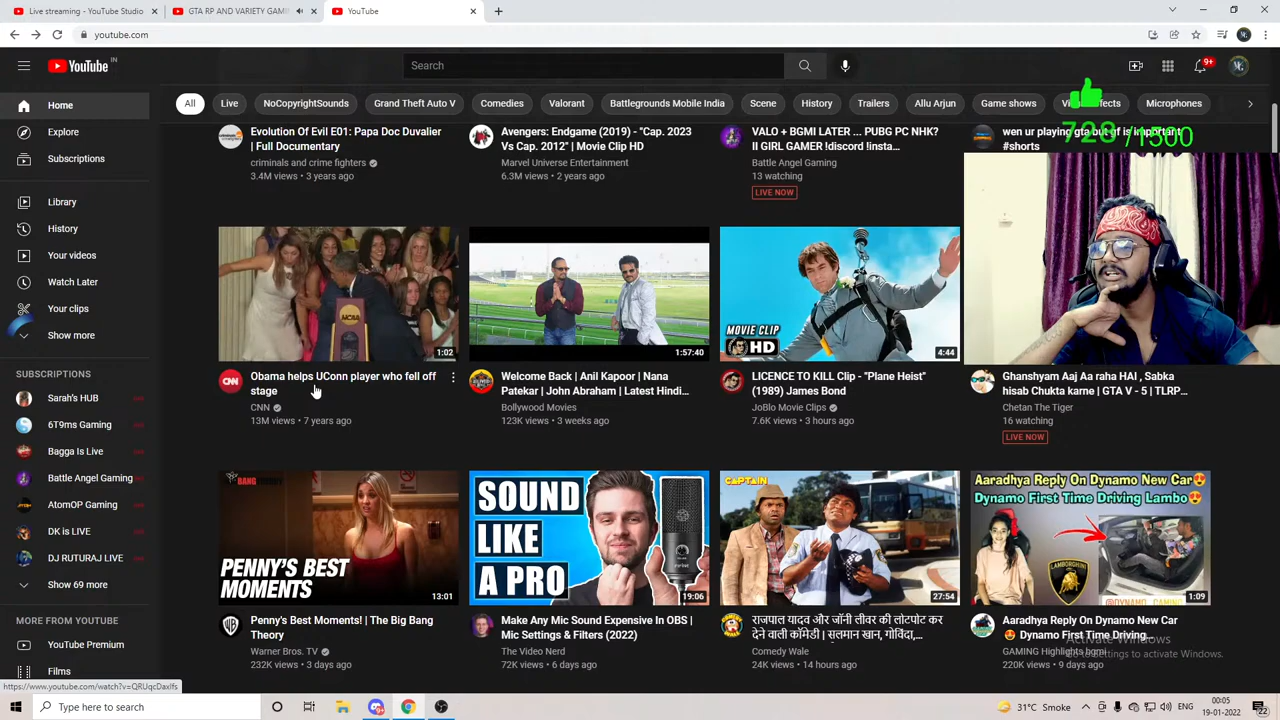 Live streaming - YouTube Studio
GTA RP AND VARIETY GAMI
YouTube
youtube.com
YouTube IN
Search
9+
All
Live
NoCopyrightSounds
Grand Theft Auto V
Comedies
Valorant
Battlegrounds Mobile India
Scene
History
Trailers
Allu Arjun
Game shows
Microphones
728 /1500
Home
Explore
Subscriptions
Library
History
Your videos
Watch Later
Your clips
Show more
SUBSCRIPTIONS
Sarah's HUB
6T9ms Gaming
Bagga Is Live
Battle Angel Gaming
AtomOP Gaming
DK is LIVE
DJ RUTURAJ LIVE
Show 69 more
MORE FROM YOUTUBE
YouTube Premium
Films
Evolution Of Evil E01: Papa Doc Duvalier
| Full Documentary
criminals and crime fighters
3.4M views • 3 years ago
Avengers: Endgame (2019) - "Cap. 2023
Vs Cap. 2012" | Movie Clip HD
Marvel Universe Entertainment
6.3M views • 2 years ago
VALO + BGMI LATER ... PUBG PC NHK?
II GIRL GAMER !discord !insta...
Battle Angel Gaming
13 watching
LIVE NOW
wen ur playing gta but gf is important
#shorts
NCAA
1:02
Obama helps UConn player who fell off
stage
CNN
CNN
13M views • 7 years ago
1:57:40
Welcome Back | Anil Kapoor | Nana
Patekar | John Abraham | Latest Hindi...
Bollywood Movies
123K views • 3 weeks ago
MOVIE CLIP
HD
4:44
LICENCE TO KILL Clip - "Plane Heist"
(1989) James Bond
JoBlo Movie Clips
7.6K views • 3 hours ago
Ghanshyam Aaj Aa raha HAI , Sabka
hisab Chukta karne | GTA V - 5 | TLRP...
Chetan The Tiger
16 watching
LIVE NOW
PENNY'S BEST
MOMENTS
13:01
Penny's Best Moments! | The Big Bang
Theory
Warner Bros. TV
232K views • 3 days ago
SOUND
LIKE
A PRO
19:06
Make Any Mic Sound Expensive In OBS |
Mic Settings & Filters (2022)
The Video Nerd
72K views • 6 days ago
CAPTAIN
27:54
राजपाल यादव और जॉनी लीवर की लोटपोट कर
देने वाली कॉमेडी | सलमान खान, गोविंदा,...
Comedy Wale
24K views • 14 hours ago
Aaradhya Reply On Dynamo New Car😍
Dynamo First Time Driving Lambo😍
LAMBORGHINI
@DYNAMO_GAMING
1:09
Aaradhya Reply On Dynamo New Car
😍 Dynamo First Time Driving...
GAMING Highlights bgmi
220K views • 9 days ago
Activate Windows
Go to Settings to activate Windows.
https://www.youtube.com/watch?v=QRUqcDaxlfs
Type here to search
31°C Smoke
ENG
00:05
19-01-2022
22